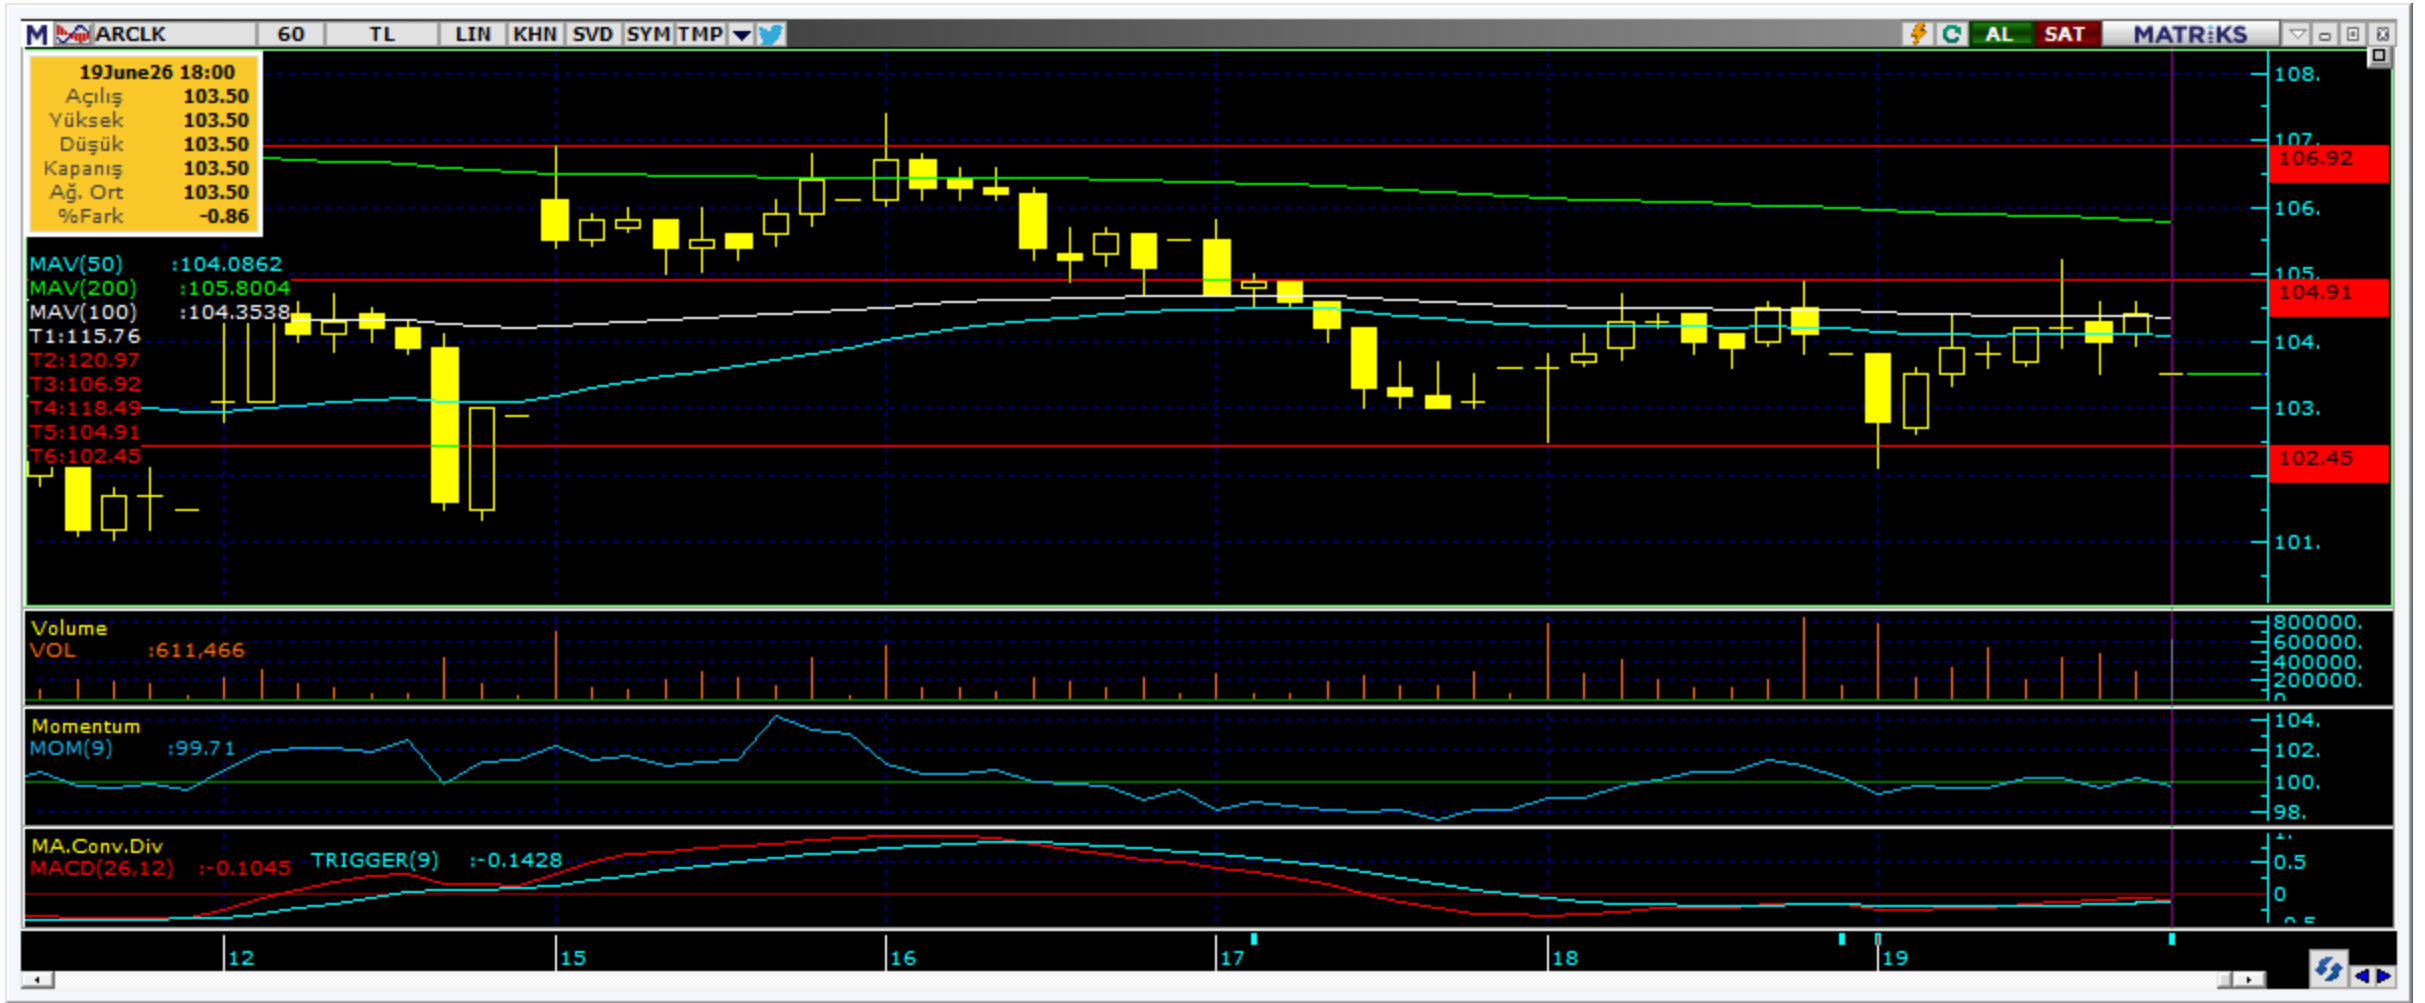 M ARCLK 60 TL LIN KHN SVD SYM TMP AL SAT MATRiKS
19June26 18:00
Açılış 103.50
Yüksek 103.50
Düşük 103.50
Kapanış 103.50
Ağ. Ort 103.50
%Fark -0.86
MAV(50) :104.0862
MAV(200) :105.8004
MAV(100) :104.3538
T1:115.76
T2:120.97
T3:106.92
T4:118.49
T5:104.91
T6:102.45
108.
107.
106.92
106.
105.
104.91
104.
103.
102.45
101.
Volume
VOL :611,466
800000.
600000.
400000.
200000.
0
Momentum
MOM(9) :99.71
104.
102.
100.
98.
MA.Conv.Div
MACD(26,12) :-0.1045 TRIGGER(9) :-0.1428
1.
0.5
0
-0.5
12 15 16 17 18 19